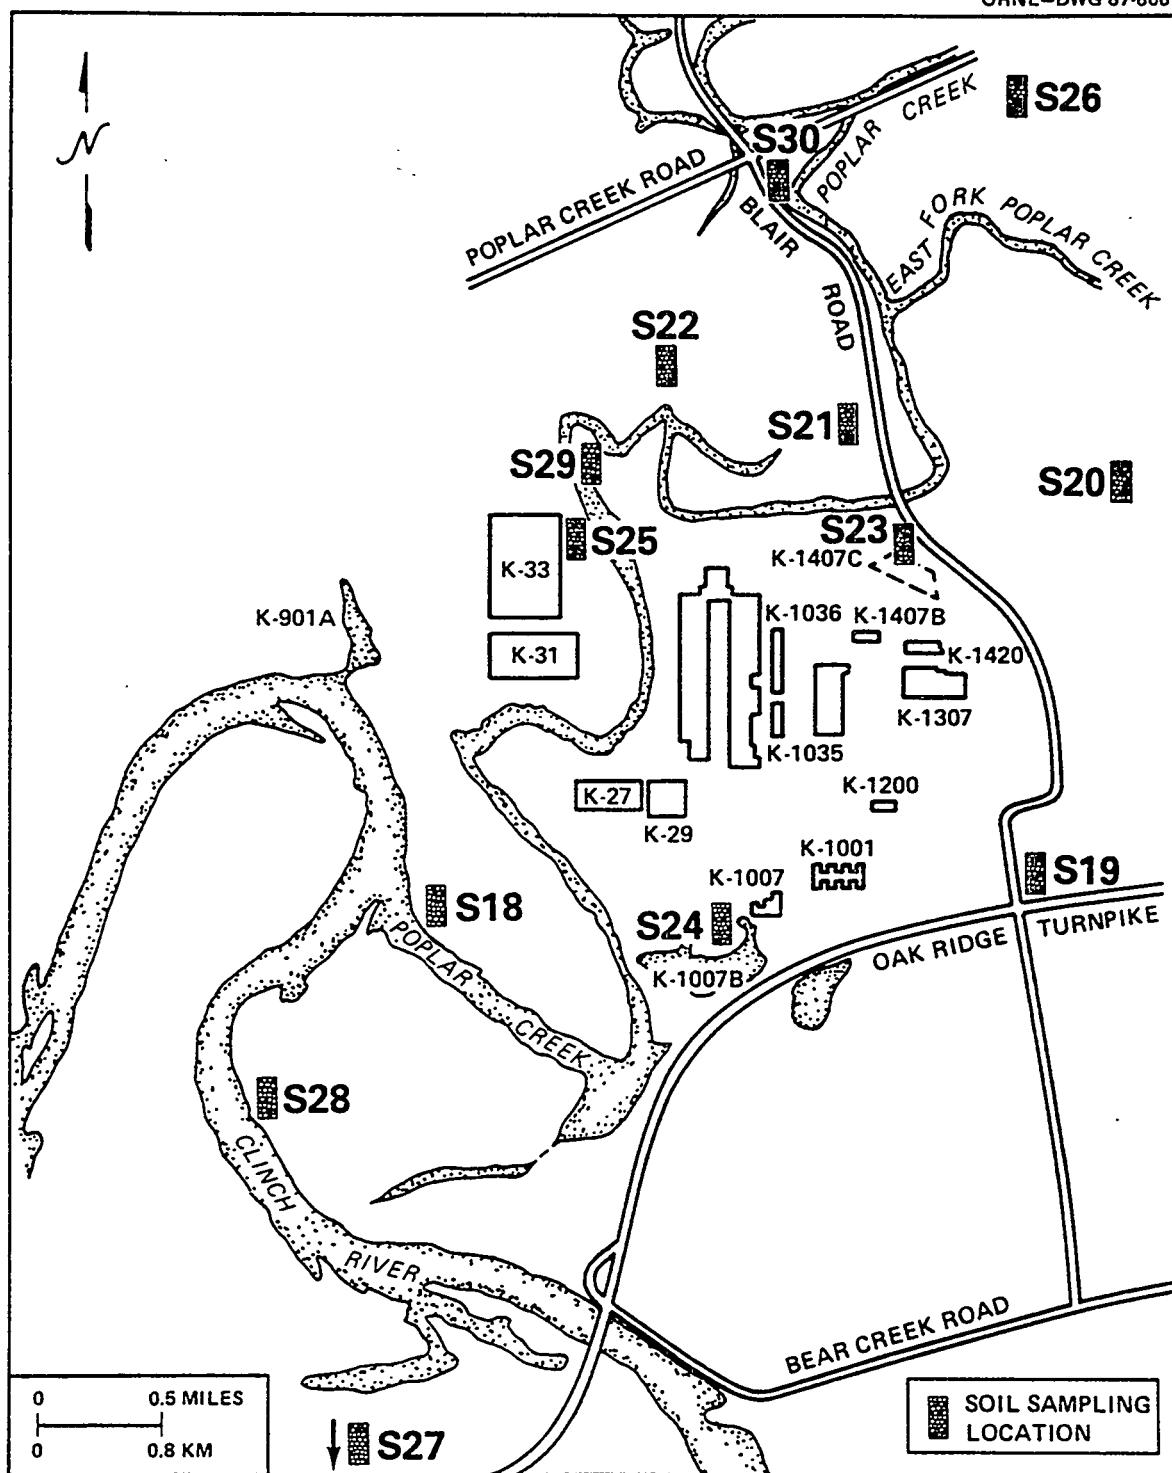 N
S26
S30
POPLAR CREEK
POPLAR CREEK ROAD
BLAIR
ROAD
EAST FORK POPLAR CREEK
S22
S21
S29
S20
S25
S23
K-33
K-1407C
K-901A
K-1036
K-1407B
K-31
K-1420
K-1307
K-1035
K-27
K-29
K-1200
K-1001
K-1007
S19
S18
S24
OAK RIDGE
TURNPIKE
K-1007B
POPLAR
CREEK
S28
CLINCH
RIVER
BEAR CREEK ROAD
0 0.5 MILES
0 0.8 KM
S27
SOIL SAMPLING
LOCATION